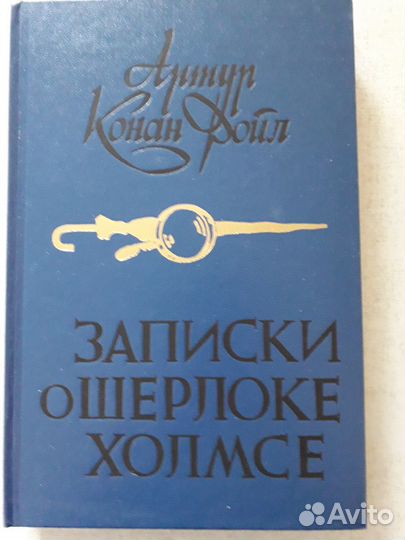 Артур
Конан Дойл
ЗАПИСКИ
о ШЕРЛОКЕ
ХОЛМСЕ
Avito